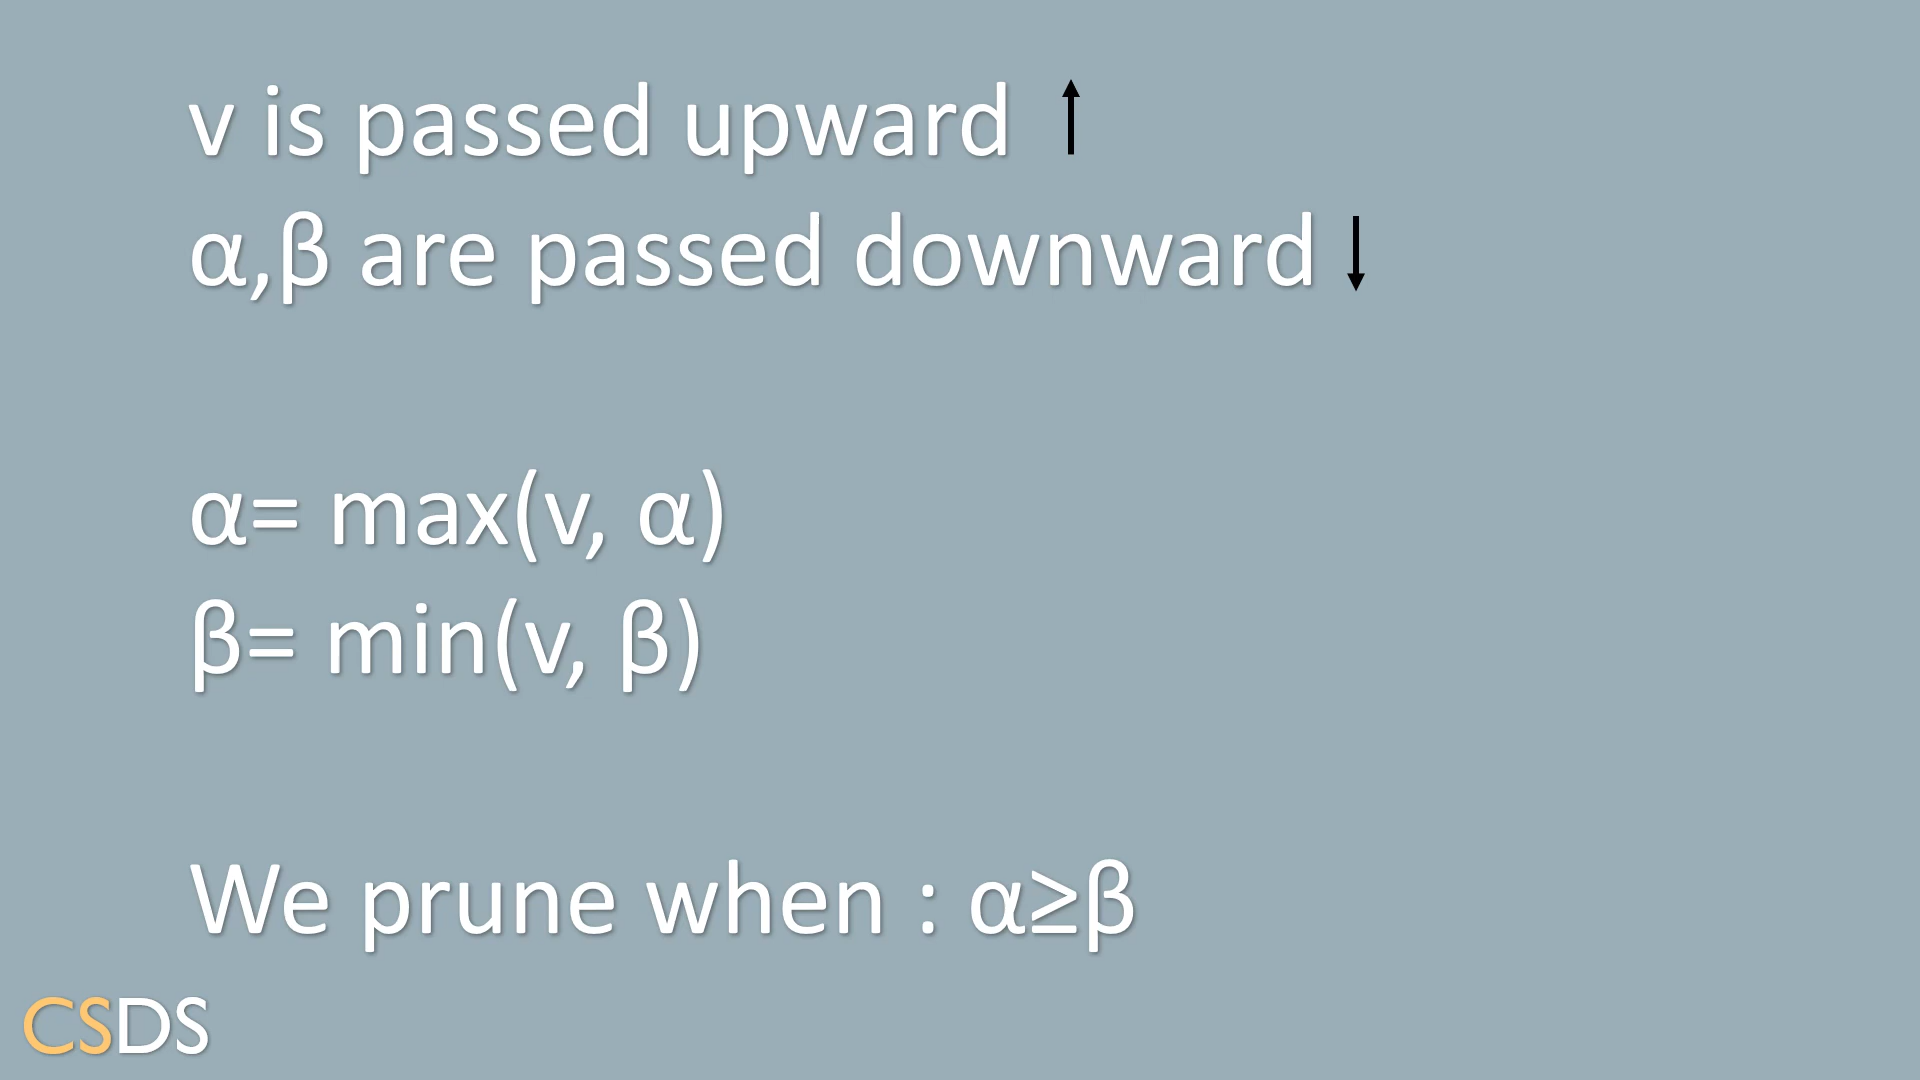 v is passed upward
α,β are passed downward
α= max(v, α)
β= min(v, β)
We prune when : α≥β
CSDS